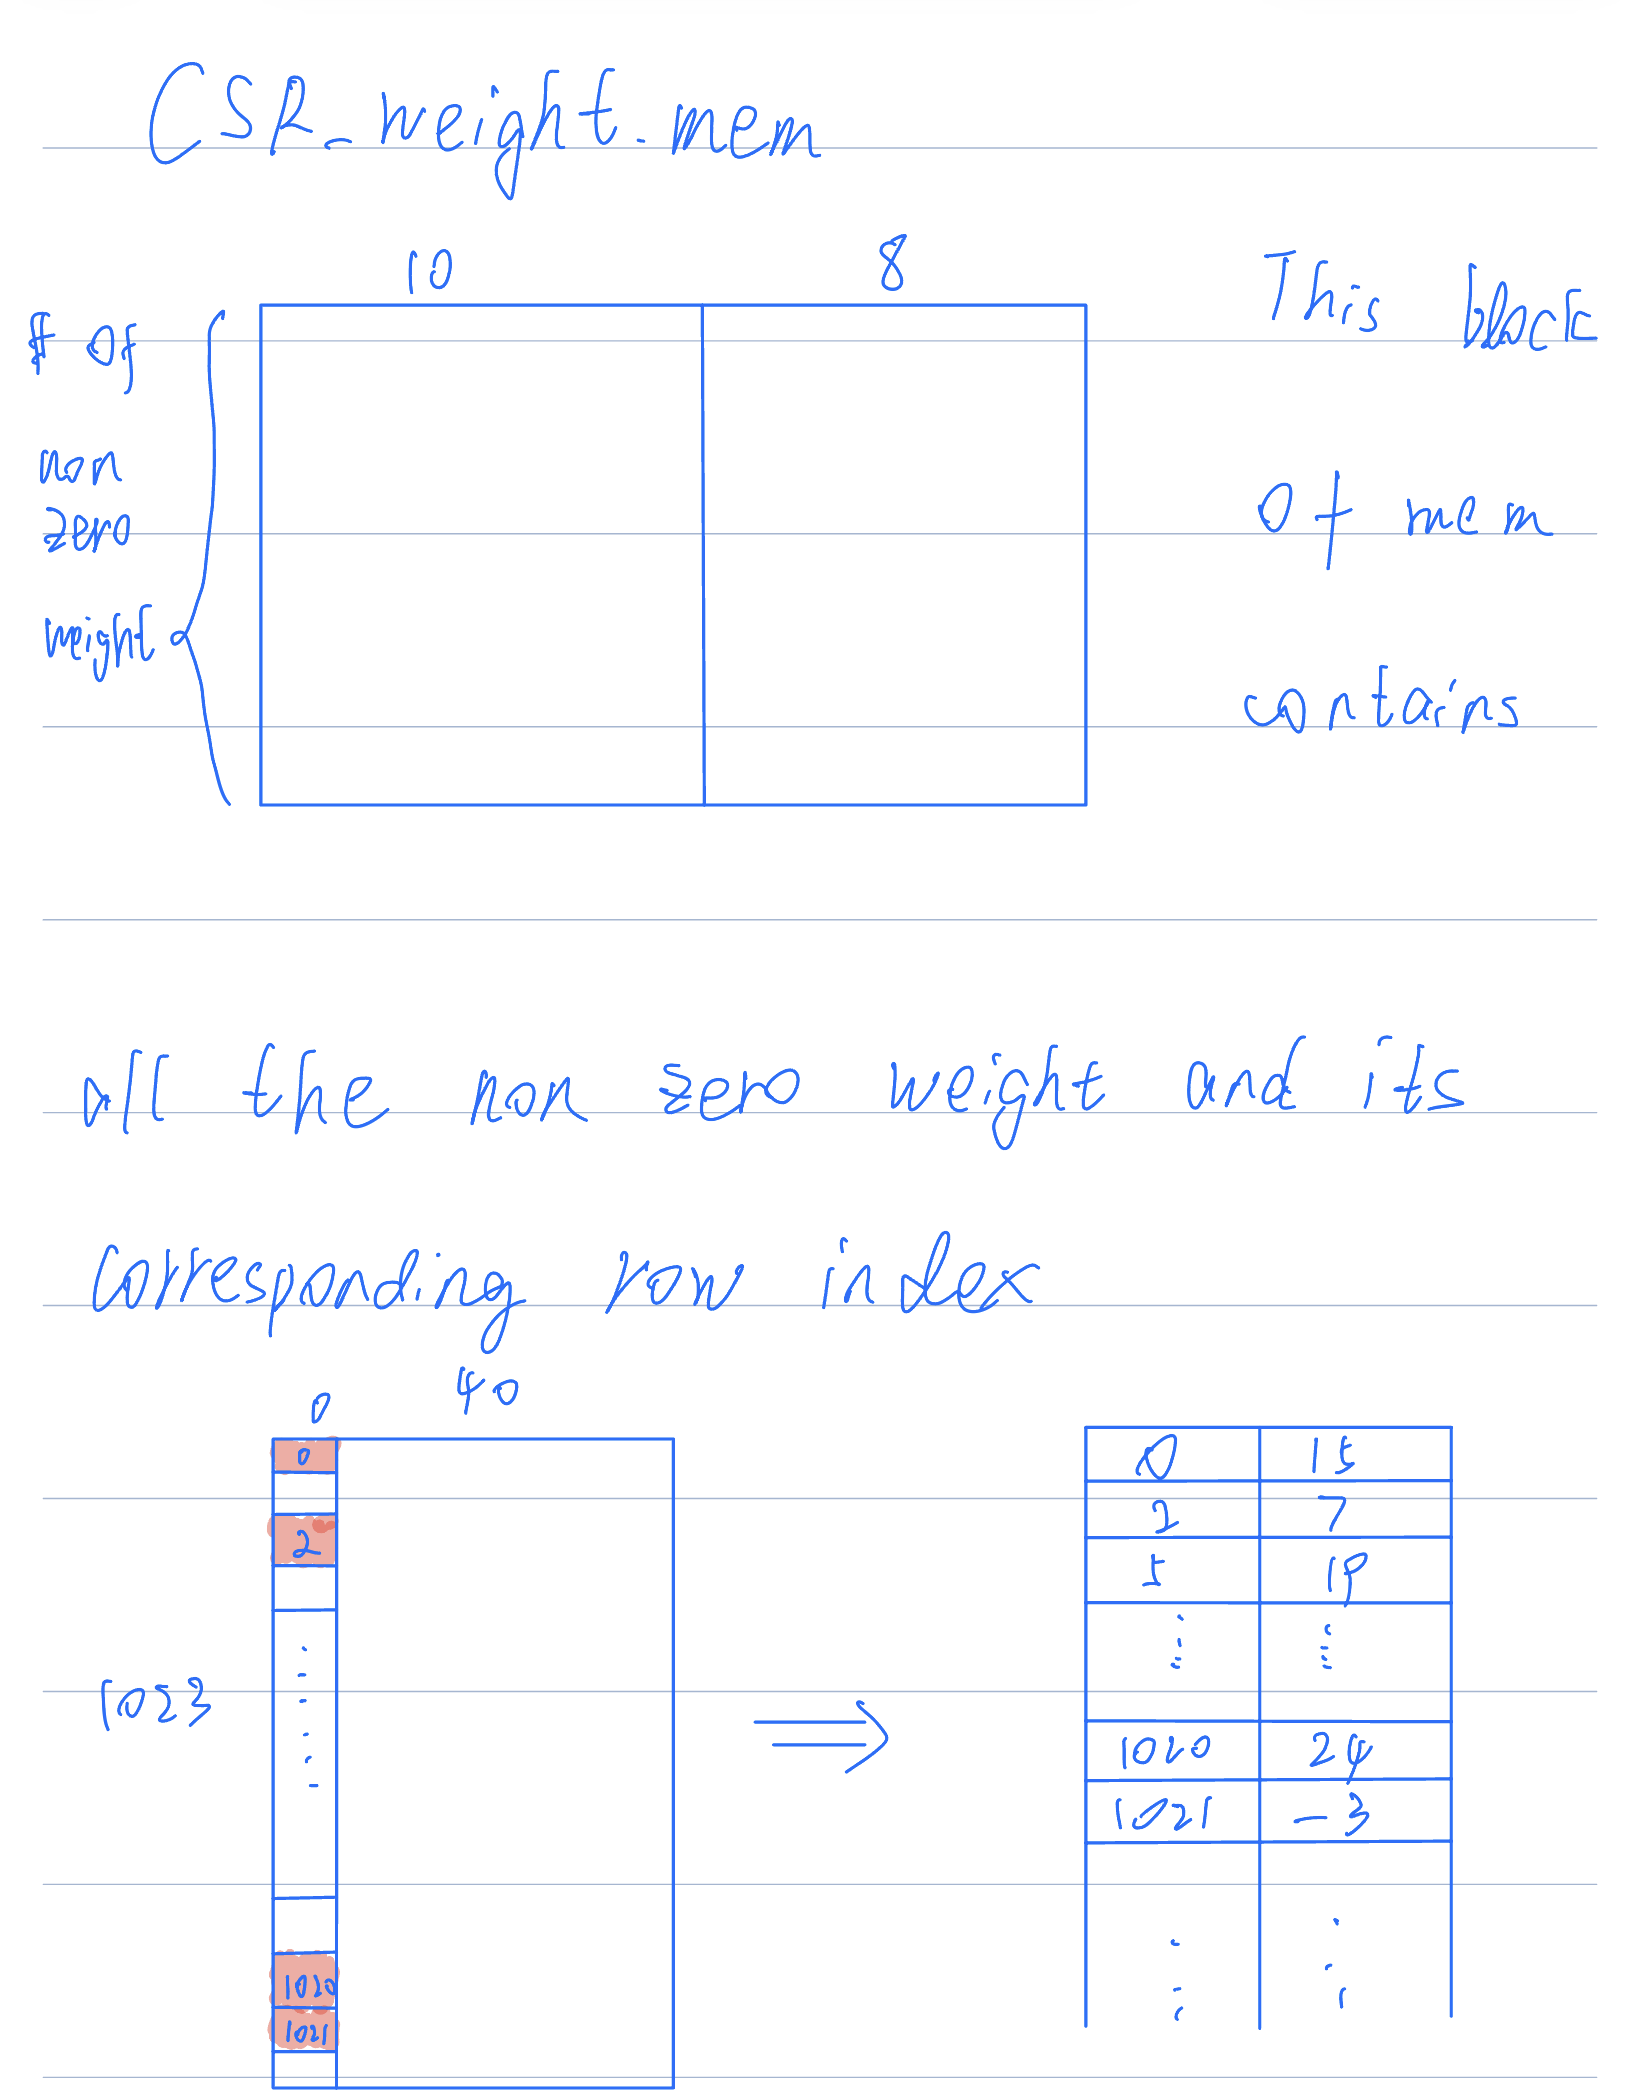 CSR_weight_mem
10 8
# of
non
zero
weight
This block
of mem
contains
all the non zero weight and its
corresponding row index
0 40
0
2
1023
1020
1021
0 15
2 7
5 19
1020 24
1021 -3